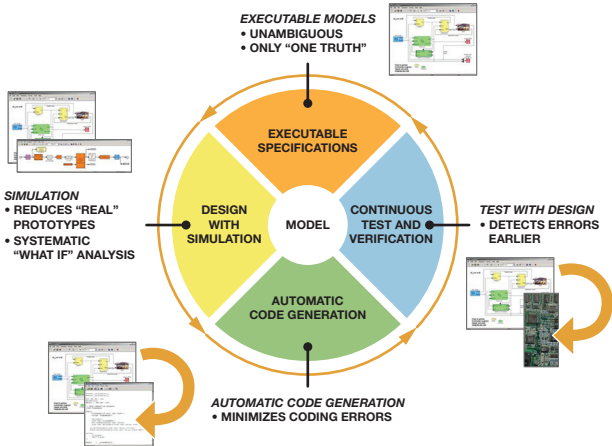 EXECUTABLE MODELS
• UNAMBIGUOUS
• ONLY “ONE TRUTH”
EXECUTABLE
SPECIFICATIONS
SIMULATION
• REDUCES “REAL”
PROTOTYPES
• SYSTEMATIC
“WHAT IF” ANALYSIS
DESIGN
WITH
SIMULATION
MODEL
CONTINUOUS
TEST AND
VERIFICATION
TEST WITH DESIGN
• DETECTS ERRORS
EARLIER
AUTOMATIC
CODE GENERATION
AUTOMATIC CODE GENERATION
• MINIMIZES CODING ERRORS